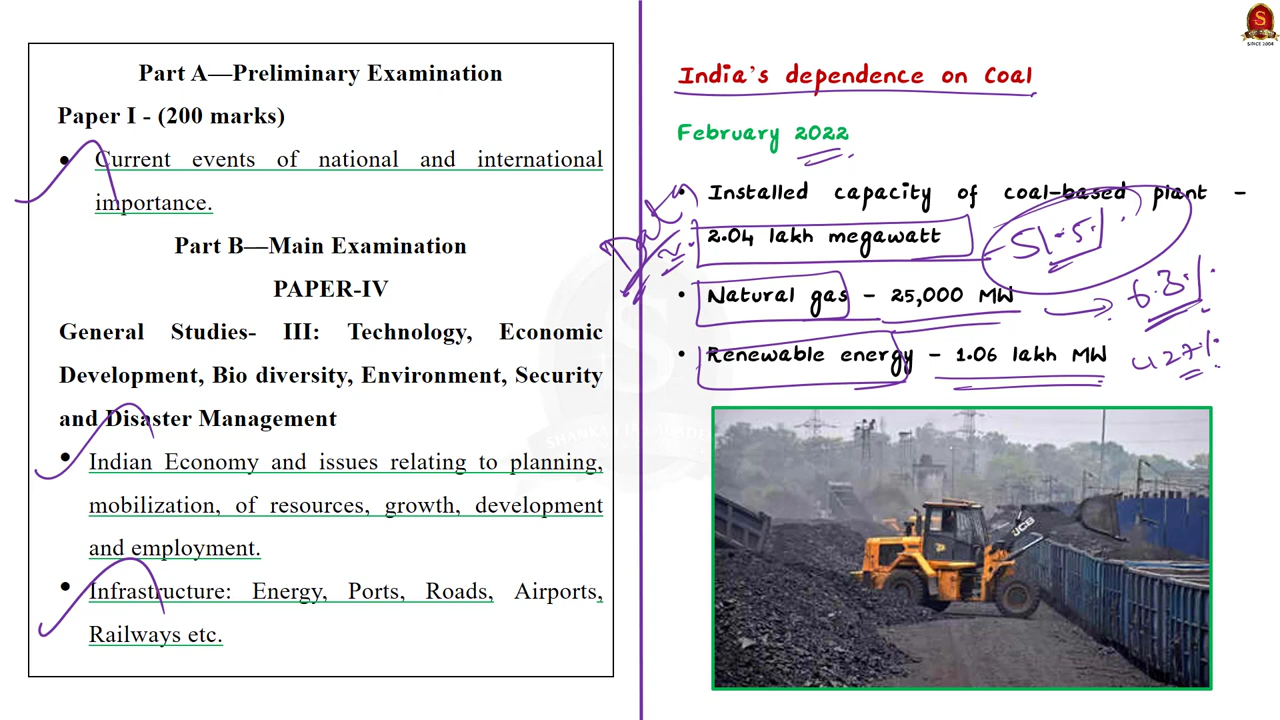 Part A—Preliminary Examination
Paper I - (200 marks)
• Current events of national and international
importance.
Part B—Main Examination
PAPER-IV
General Studies- III: Technology, Economic
Development, Bio diversity, Environment, Security
and Disaster Management
• Indian Economy and issues relating to planning,
mobilization, of resources, growth, development
and employment.
• Infrastructure: Energy, Ports, Roads, Airports,
Railways etc.
S
SINCE 2004
India's dependence on Coal
February 2022
• Installed capacity of coal-based plant -
2.04 lakh megawatt
51.5%
Data
• Natural gas - 25,000 MW
6.3%
• Renewable energy - 1.06 lakh MW
27%
JCB